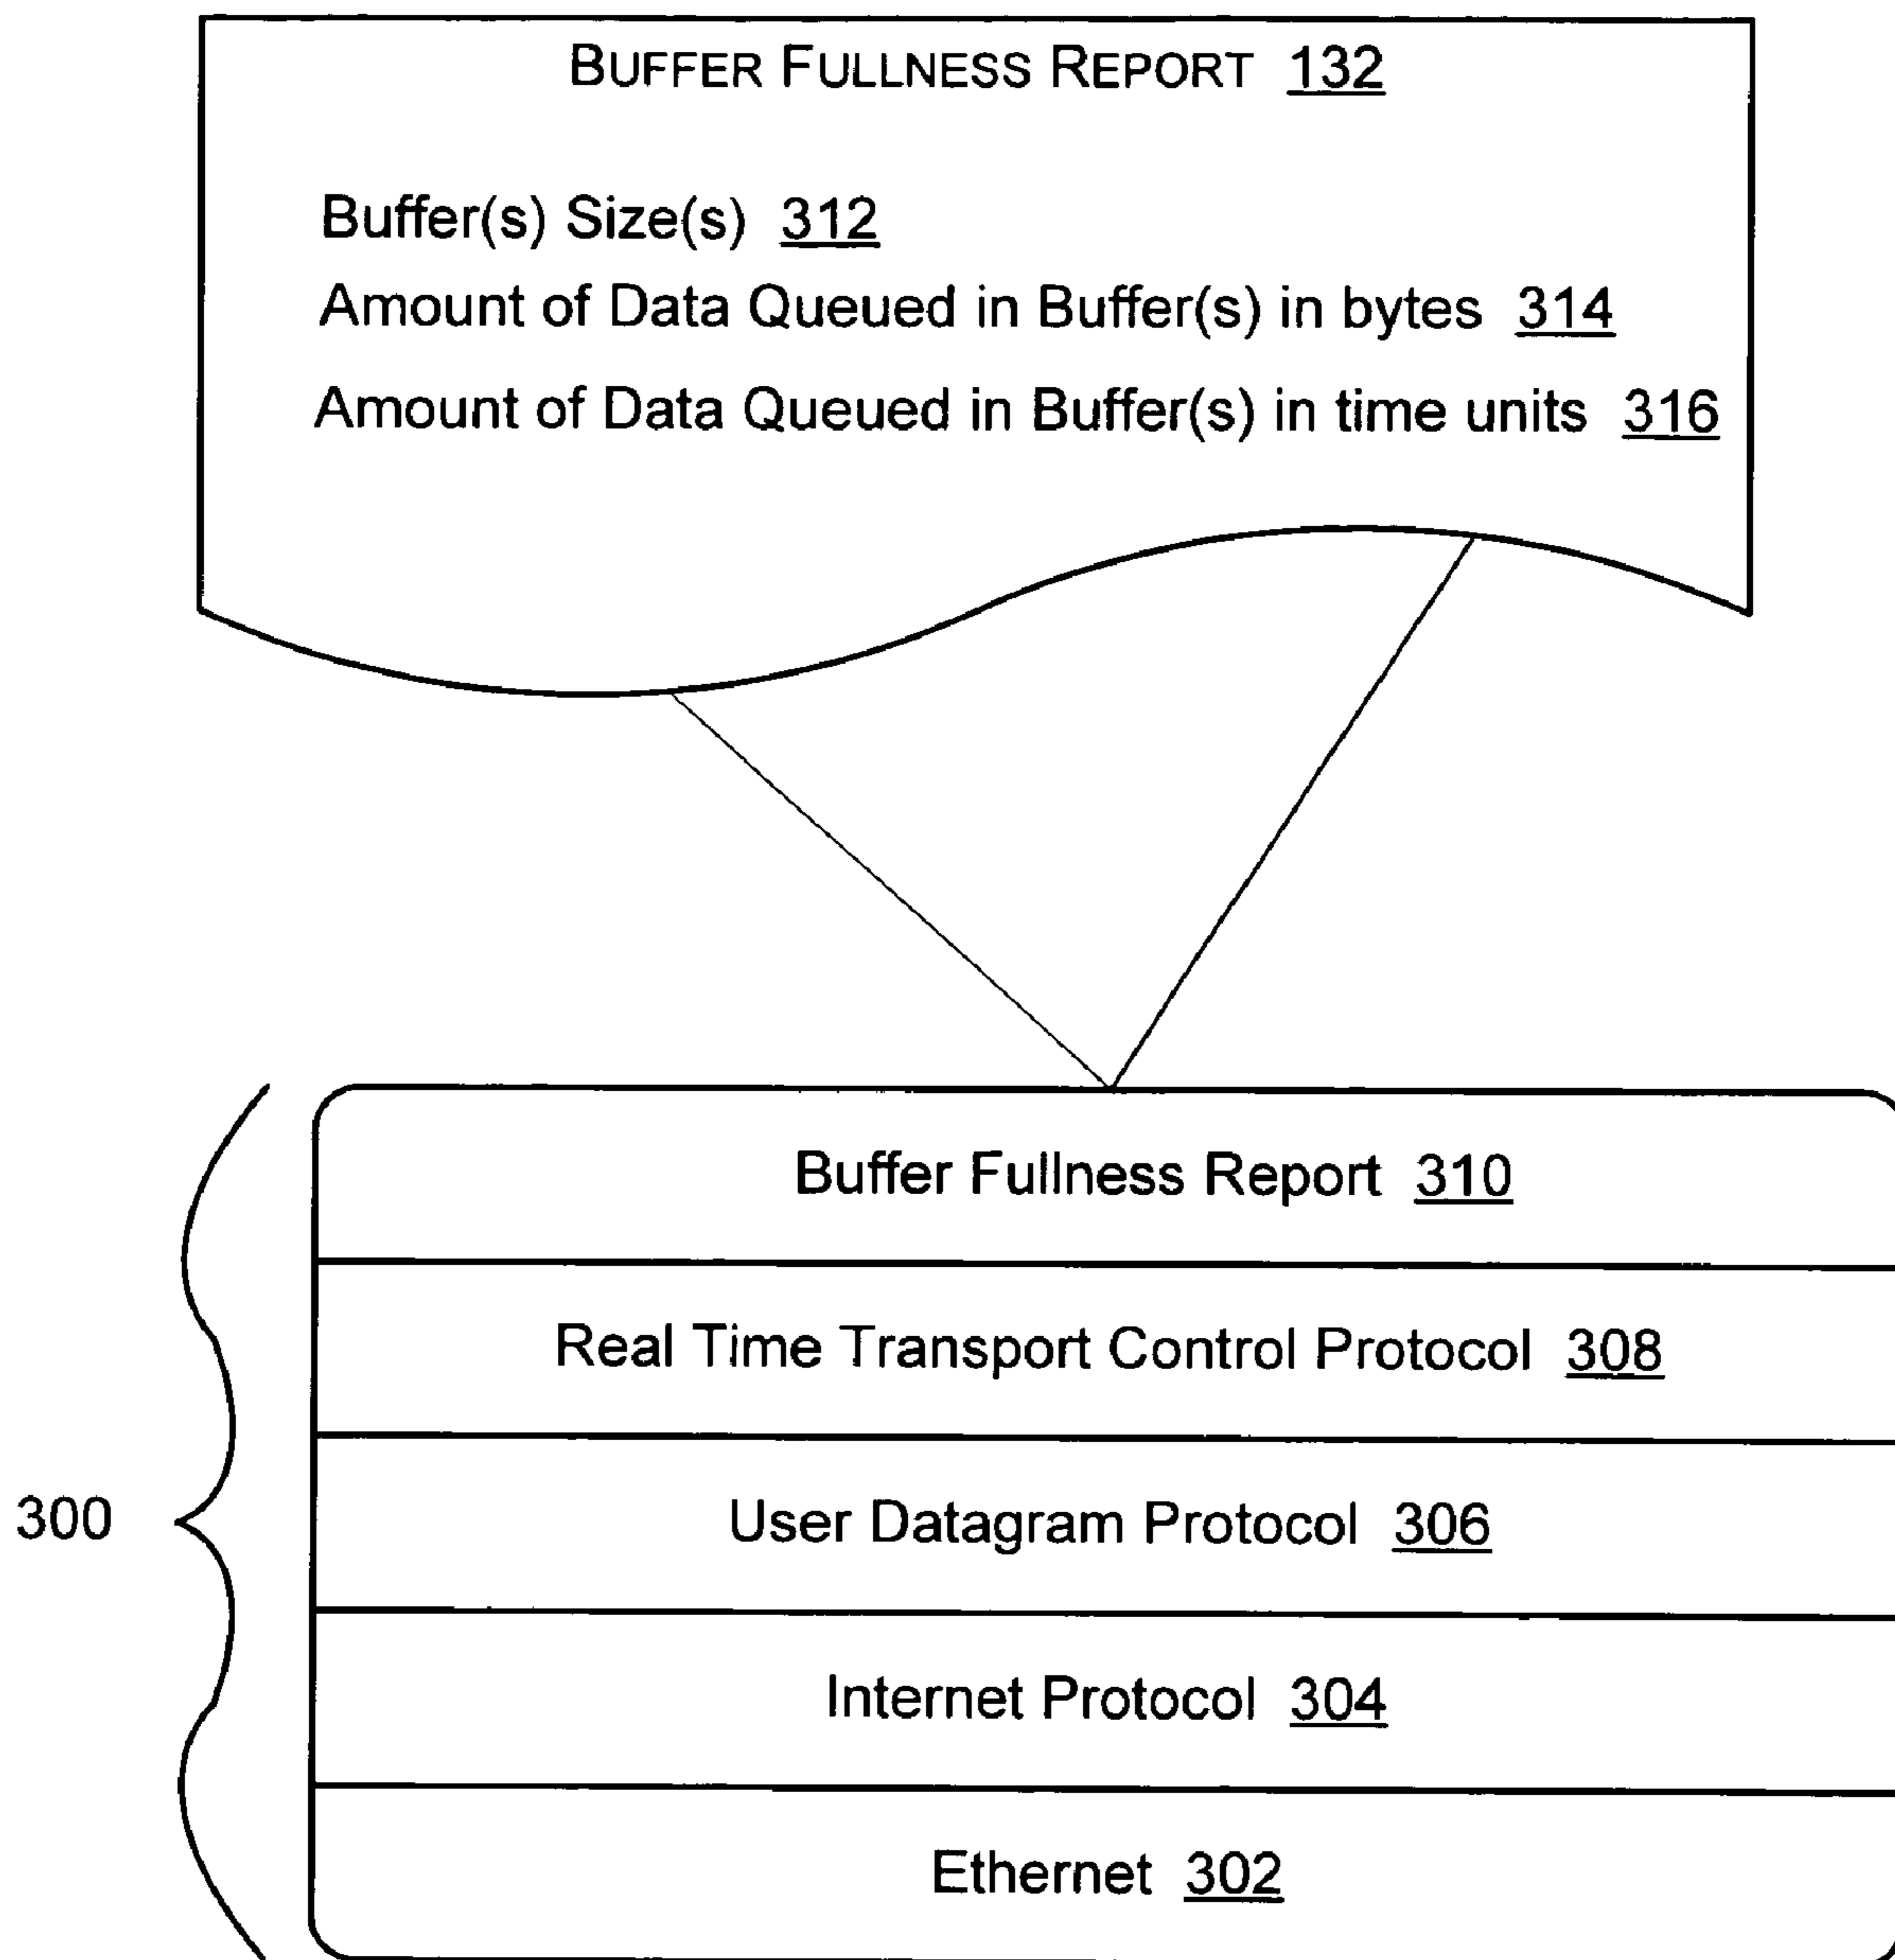 BUFFER FULLNESS REPORT 132
Buffer(s) Size(s) 312
Amount of Data Queued in Buffer(s) in bytes 314
Amount of Data Queued in Buffer(s) in time units 316
Buffer Fullness Report 310
Real Time Transport Control Protocol 308
User Datagram Protocol 306
300
Internet Protocol 304
Ethernet 302